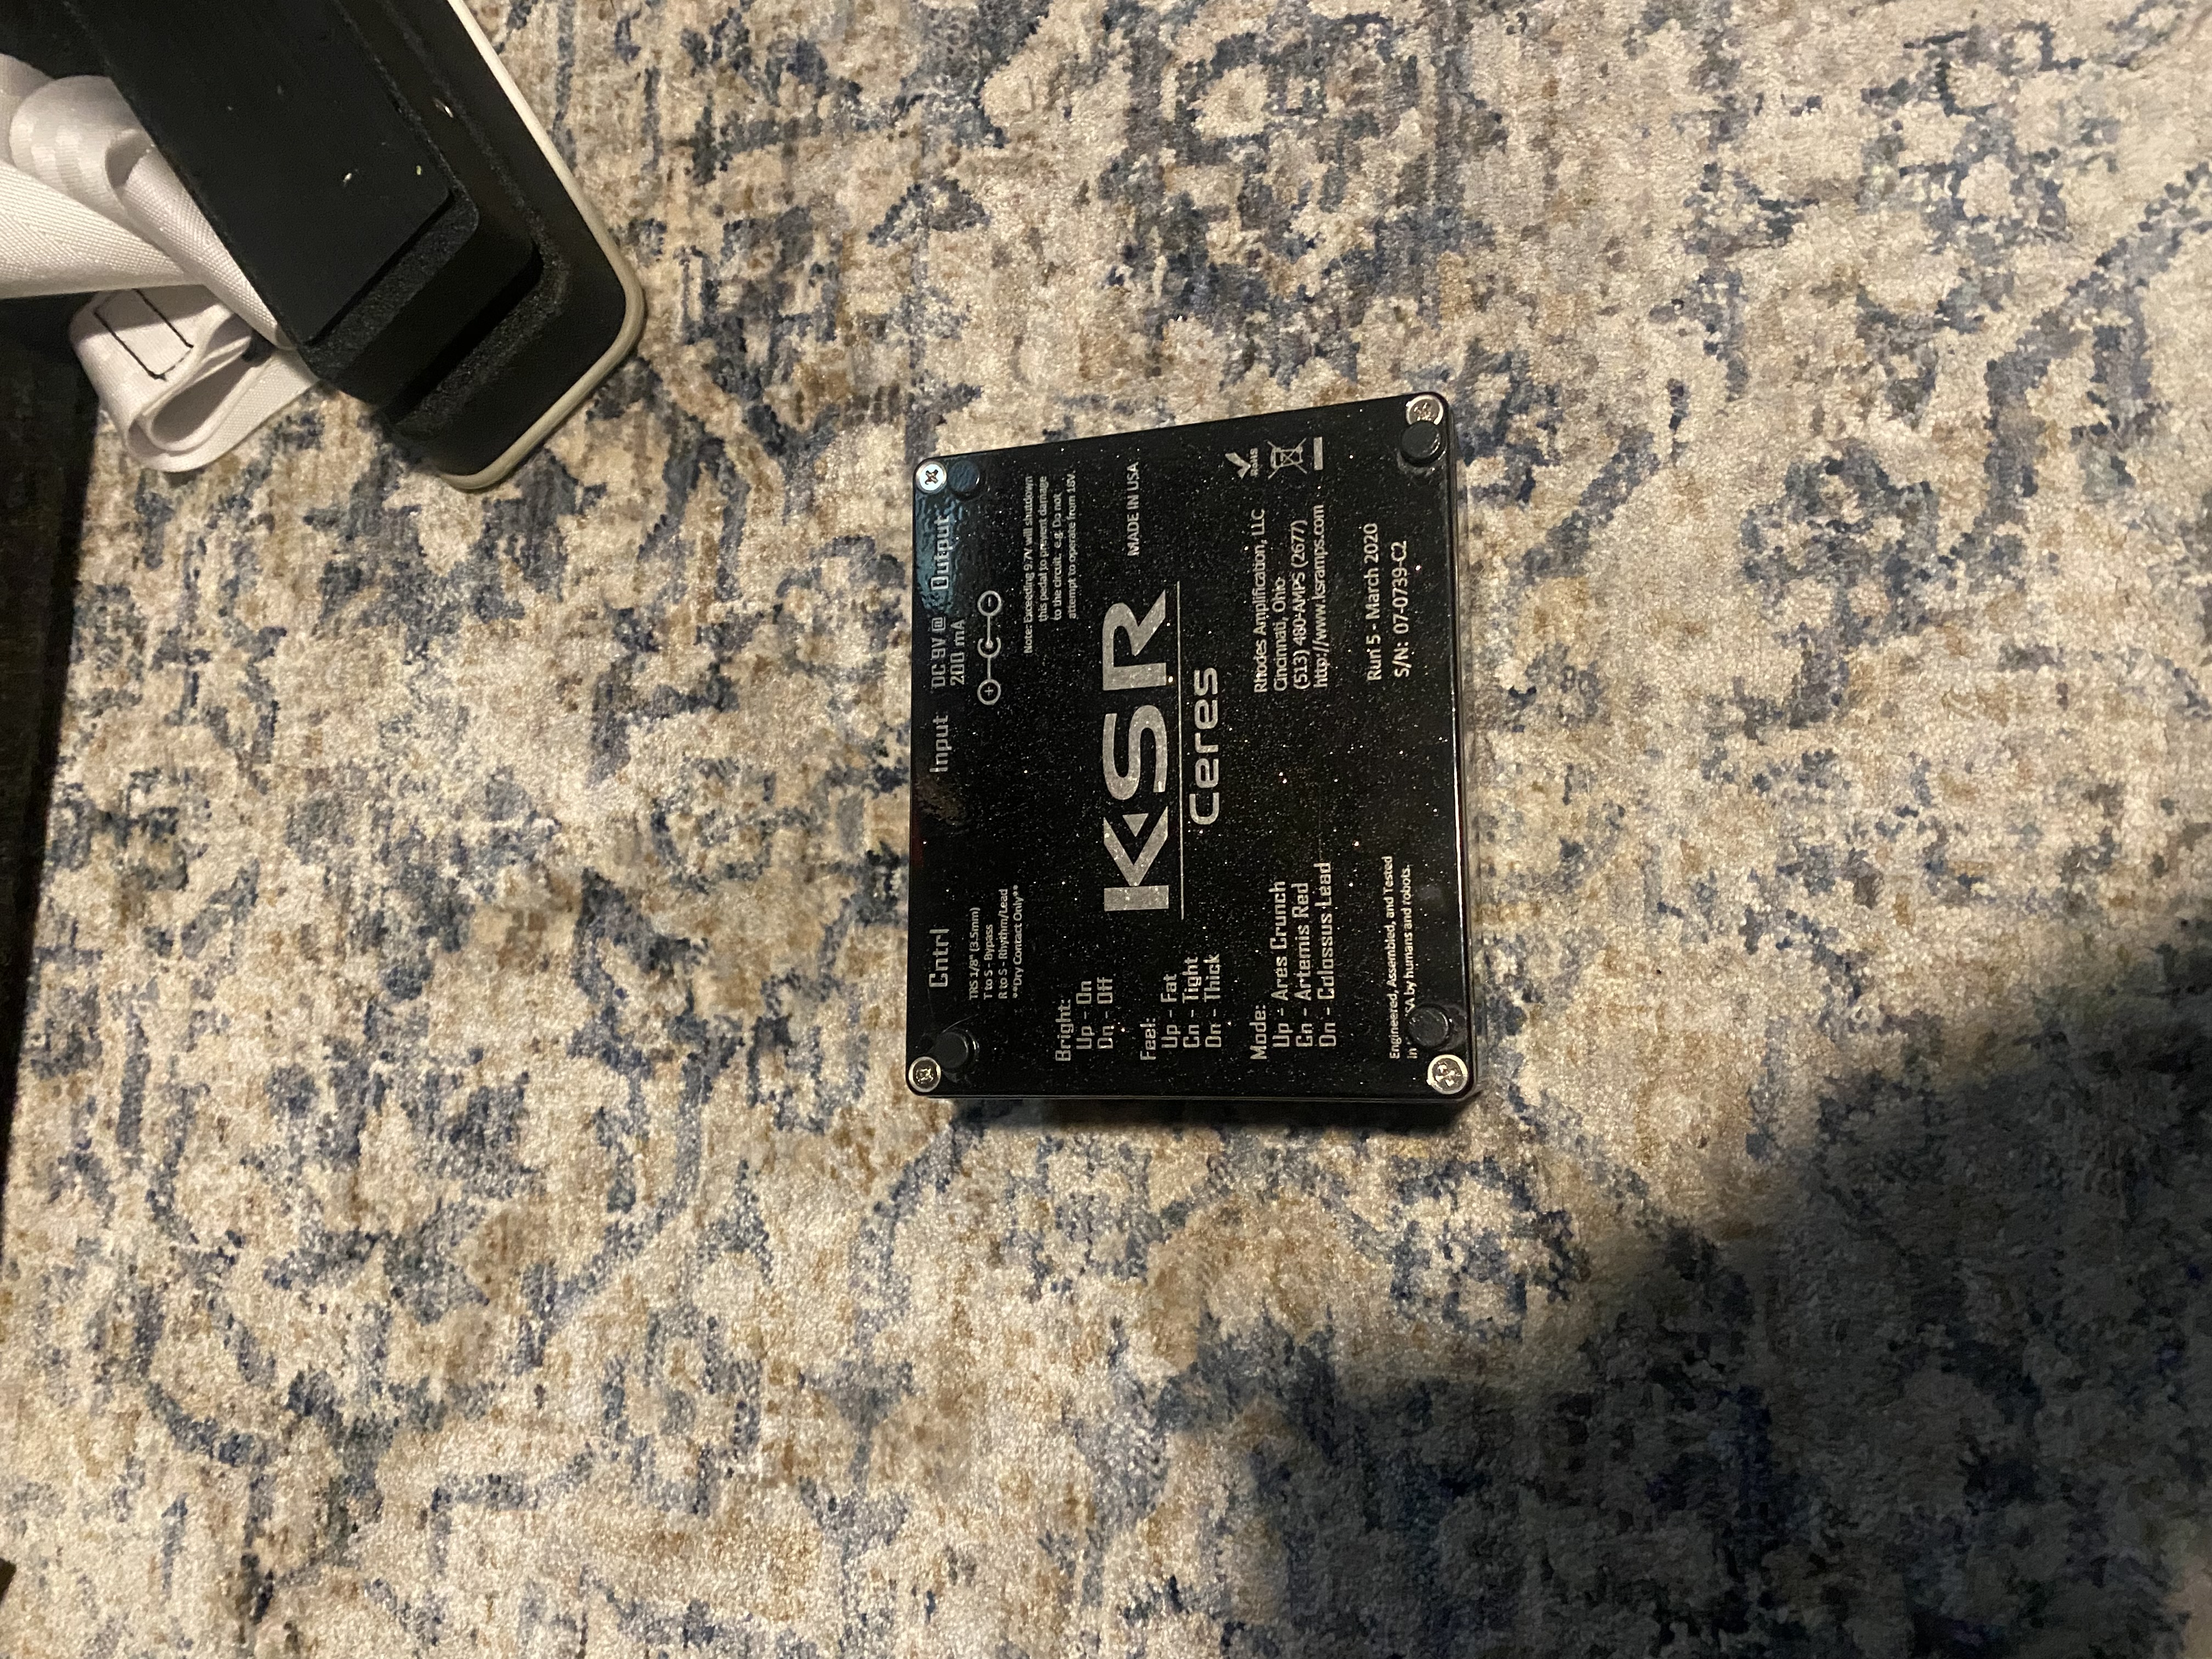 Cntrl
Input
DC 9V @
200 mA
Output
TRS 1/8" (3.5mm)
T to S - Bypass
R to S - Rhythm/Lead
**Dry Contact Only**
+
-
Note: Exceeding 9.7V will shutdown
this pedal to prevent damage
to the circuit. e.g. Do not
attempt to operate from 18V.
Bright:
Up - On
Dn - Off
Feel:
Up - Fat
Cn - Tight
Dn - Thick
Mode:
Up - Ares Crunch
Cn - Artemis Red
Dn - Colossus Lead
KSR
Ceres
MADE IN USA
RoHS
Rhodes Amplification, LLC
Cincinnati, Ohio
(513) 480-AMPS (2677)
http://www.ksramps.com
Engineered, Assembled, and Tested
in by humans and robots.
Run 5 - March 2020
S/N: 07-0739-C2